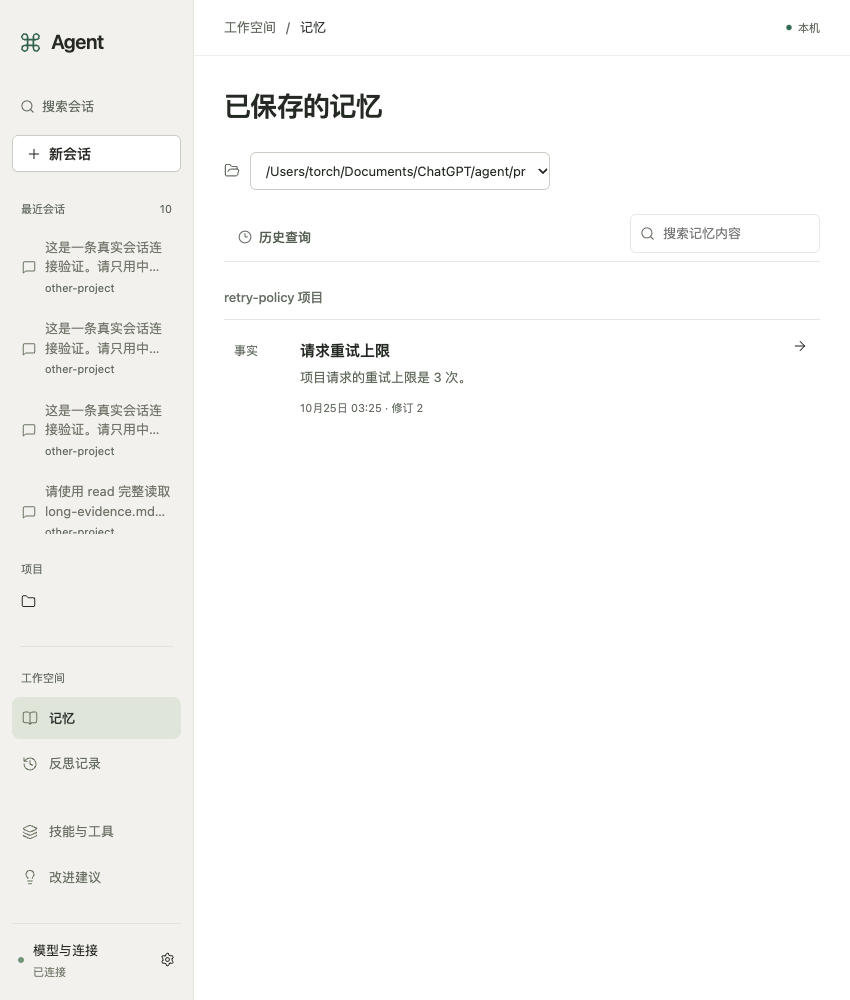 Agent
搜索会话
新会话
最近会话 10
这是一条真实会话连
接验证。请只用中...
other-project
这是一条真实会话连
接验证。请只用中...
other-project
这是一条真实会话连
接验证。请只用中...
other-project
请使用 read 完整读取
long-evidence.md...
other-project
项目
工作空间
记忆
反思记录
技能与工具
改进建议
模型与连接
已连接
工作空间 / 记忆
本机
已保存的记忆
/Users/torch/Documents/ChatGPT/agent/pr
历史查询
搜索记忆内容
retry-policy 项目
事实
请求重试上限
项目请求的重试上限是 3 次。
10月25日 03:25 · 修订 2